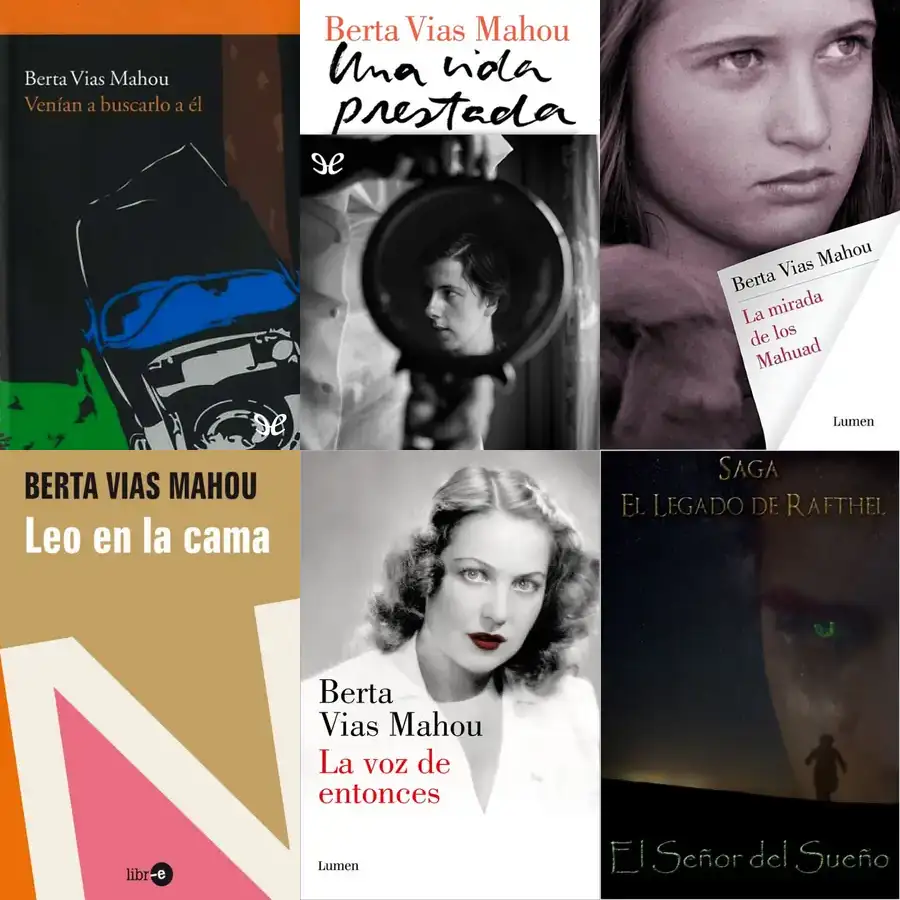 Berta Vias Mahou
Venían a buscarlo a él
Berta Vias Mahou
Una vida
prestada
Berta Vias Mahou
La mirada
de los
Mahuad
Lumen
BERTA VIAS MAHOU
Leo en la cama
libr-e
Berta
Vias Mahou
La voz de
entonces
Lumen
SAGA
EL LEGADO DE RAFTHEL
El Señor del Sueño